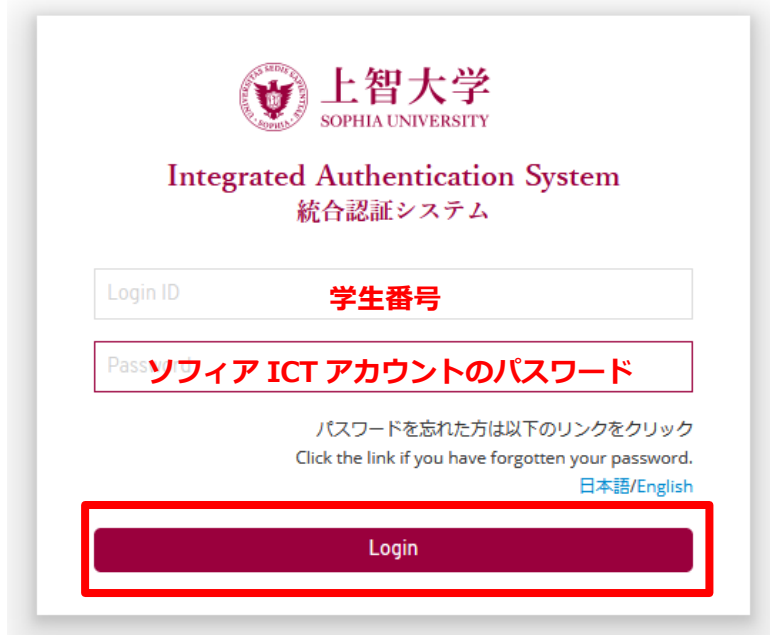 上智大学
SOPHIA UNIVERSITY
Integrated Authentication System
統合認証システム
Login ID
学生番号
Password
ソフィア ICT アカウントのパスワード
パスワードを忘れた方は以下のリンクをクリック
Click the link if you have forgotten your password.
日本語/English
Login